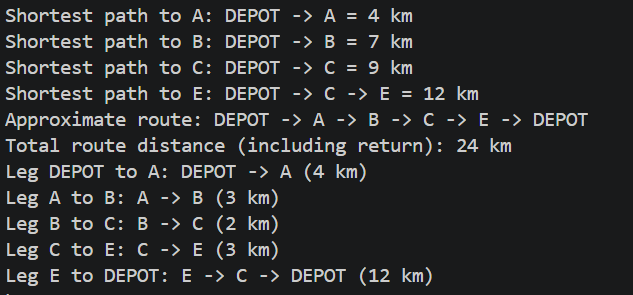 Shortest path to A: DEPOT -> A = 4 km
Shortest path to B: DEPOT -> B = 7 km
Shortest path to C: DEPOT -> C = 9 km
Shortest path to E: DEPOT -> C -> E = 12 km
Approximate route: DEPOT -> A -> B -> C -> E -> DEPOT
Total route distance (including return): 24 km
Leg DEPOT to A: DEPOT -> A (4 km)
Leg A to B: A -> B (3 km)
Leg B to C: B -> C (2 km)
Leg C to E: C -> E (3 km)
Leg E to DEPOT: E -> C -> DEPOT (12 km)